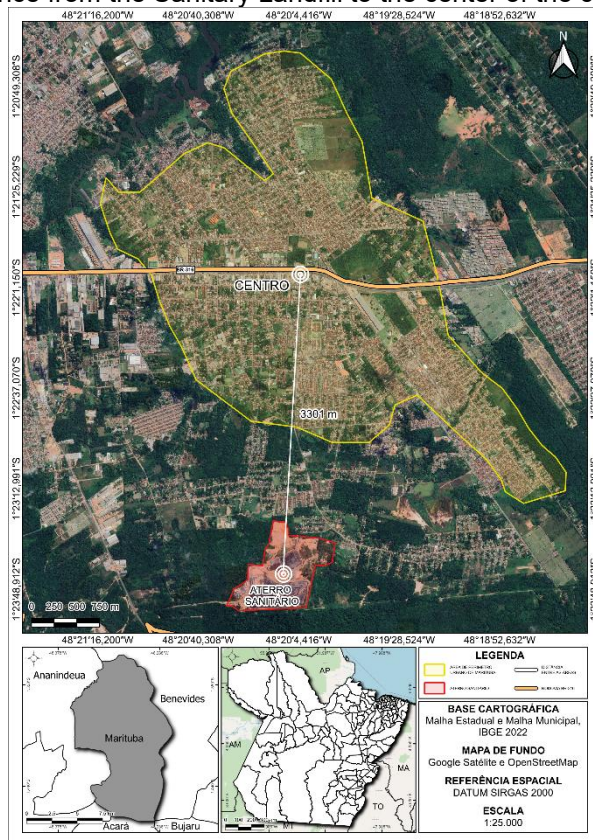 48°21'16,200"W 48°20'40,308"W 48°20'4,416"W 48°19'28,524"W 48°18'52,632"W
N
1°20'49,308"S
1°21'25,229"S
1°22'1,150"S
1°22'37,070"S
1°23'12,991"S
1°23'48,912"S
BR-316
CENTRO
3301 m
ATERRO
SANITÁRIO
0 250 500 750 m
48°21'16,200"W 48°20'40,308"W 48°20'4,416"W 48°19'28,524"W 48°18'52,632"W
Ananindeua
Benevides
Marituba
Acará
Bujaru
AP
AM
MA
TO
MT
LEGENDA
BASE CARTOGRÁFICA
Malha Estadual e Malha Municipal,
IBGE 2022
MAPA DE FUNDO
Google Satélite e OpenStreetMap
REFERÊNCIA ESPACIAL
DATUM SIRGAS 2000
ESCALA
1:25.000